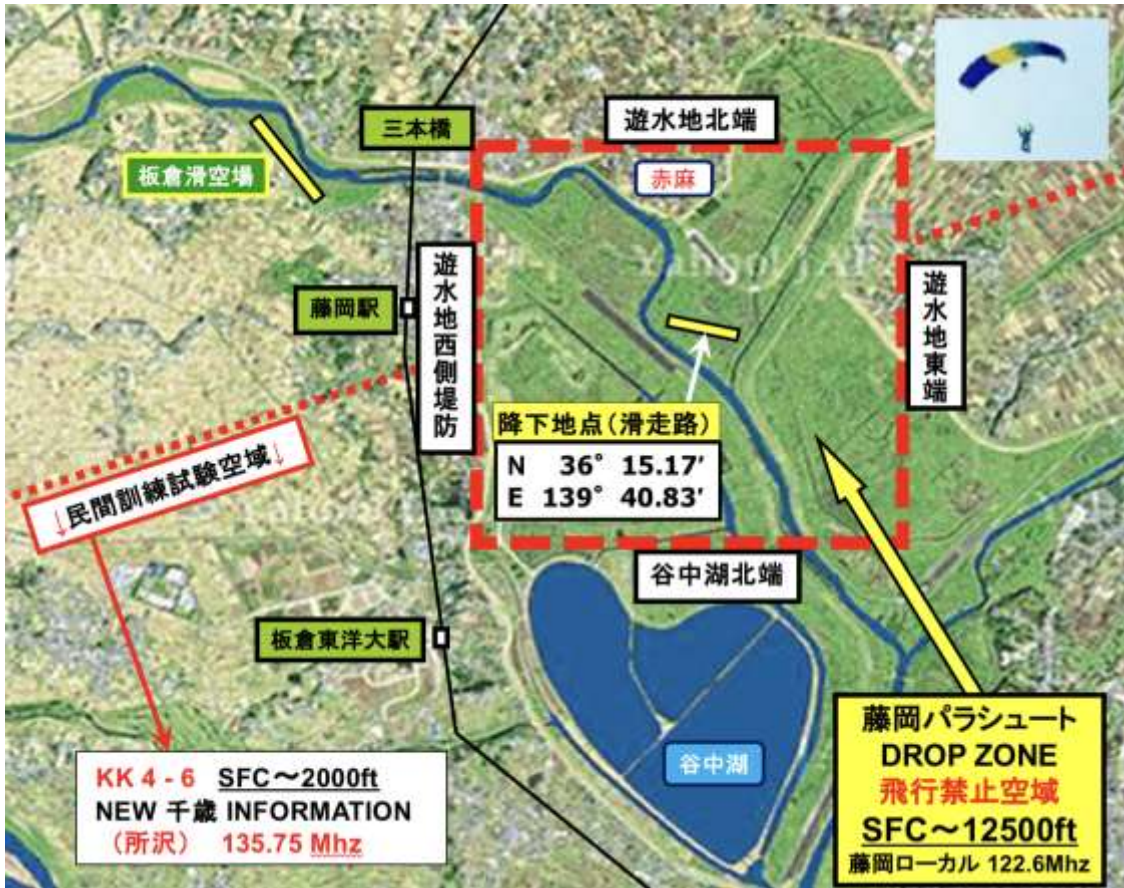 三本橋
遊水地北端
板倉滑空場
赤麻
遊水地西側堤防
遊水地東端
藤岡駅
降下地点(滑走路)
N 36° 15.17′
E 139° 40.83′
↓民間訓練試験空域↓
谷中湖北端
板倉東洋大駅
谷中湖
藤岡パラシュート
DROP ZONE
飛行禁止空域
SFC～12500ft
藤岡ローカル 122.6Mhz
KK 4 - 6 SFC～2000ft
NEW 千歳 INFORMATION
(所沢) 135.75 Mhz